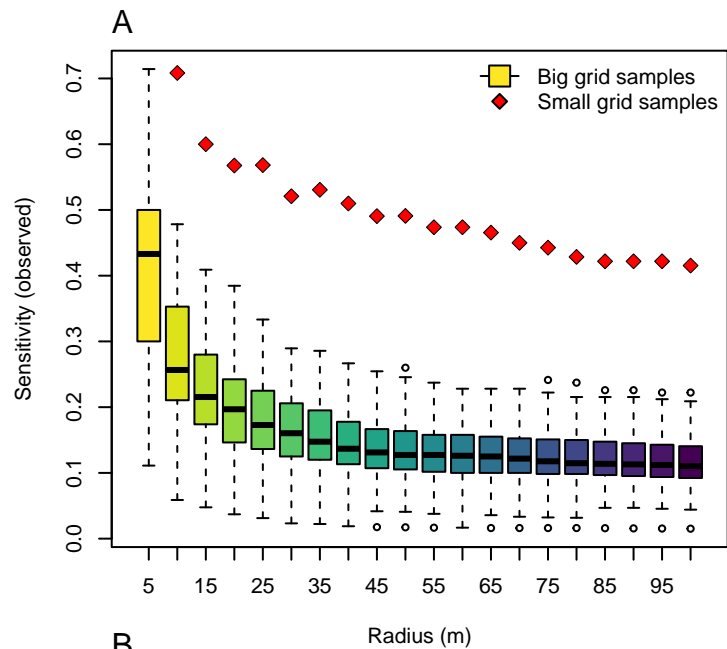 A
Big grid samples
Small grid samples
Sensitivity (observed)
0.7
0.6
0.5
0.4
0.3
0.2
0.1
0.0
5 15 25 35 45 55 65 75 85 95
Radius (m)
B